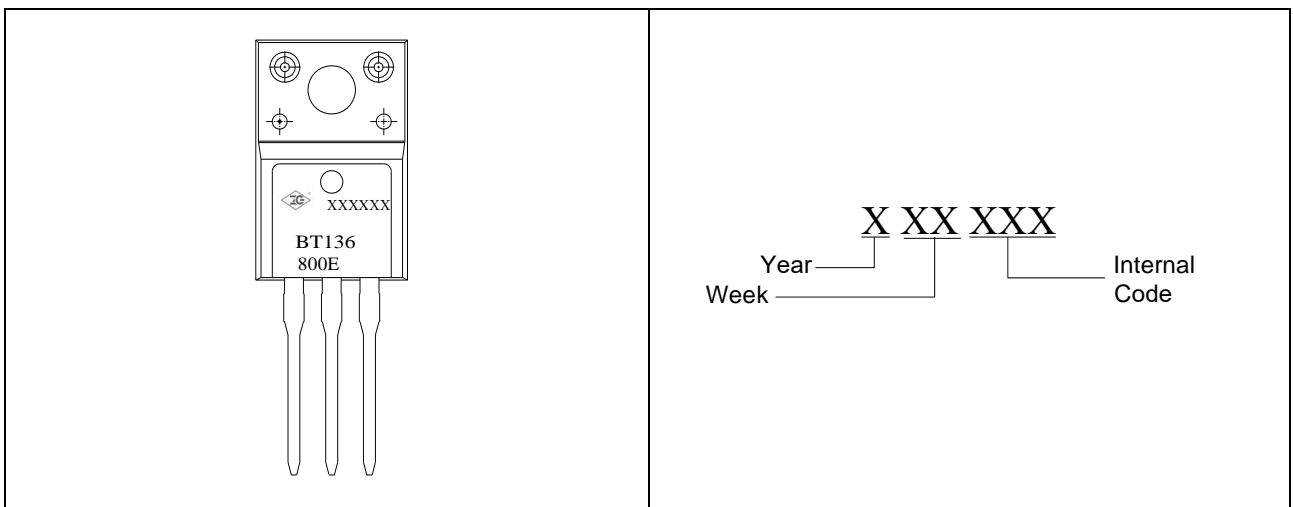 XXXXXX
BT136
800E
X XX XXX
Year
Week
Internal
Code